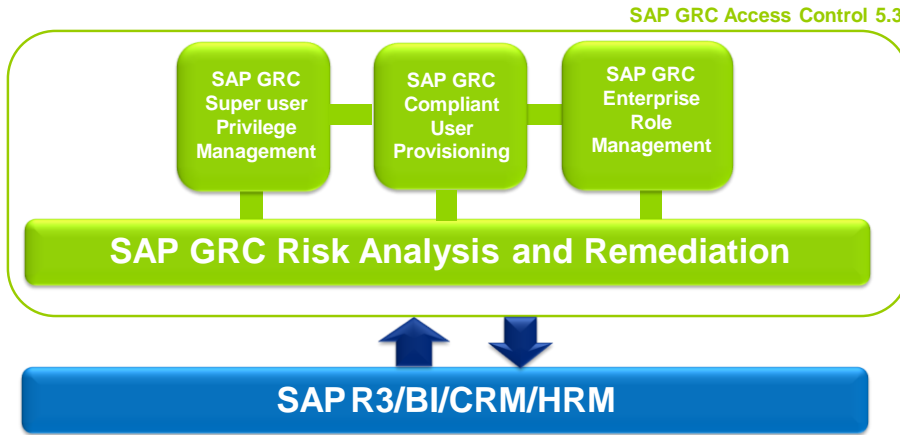 SAP GRC Access Control 5.3
SAP GRC
Super user
Privilege
Management
SAP GRC
Compliant
User
Provisioning
SAP GRC
Enterprise
Role
Management
SAP GRC Risk Analysis and Remediation
SAP R3/BI/CRM/HRM